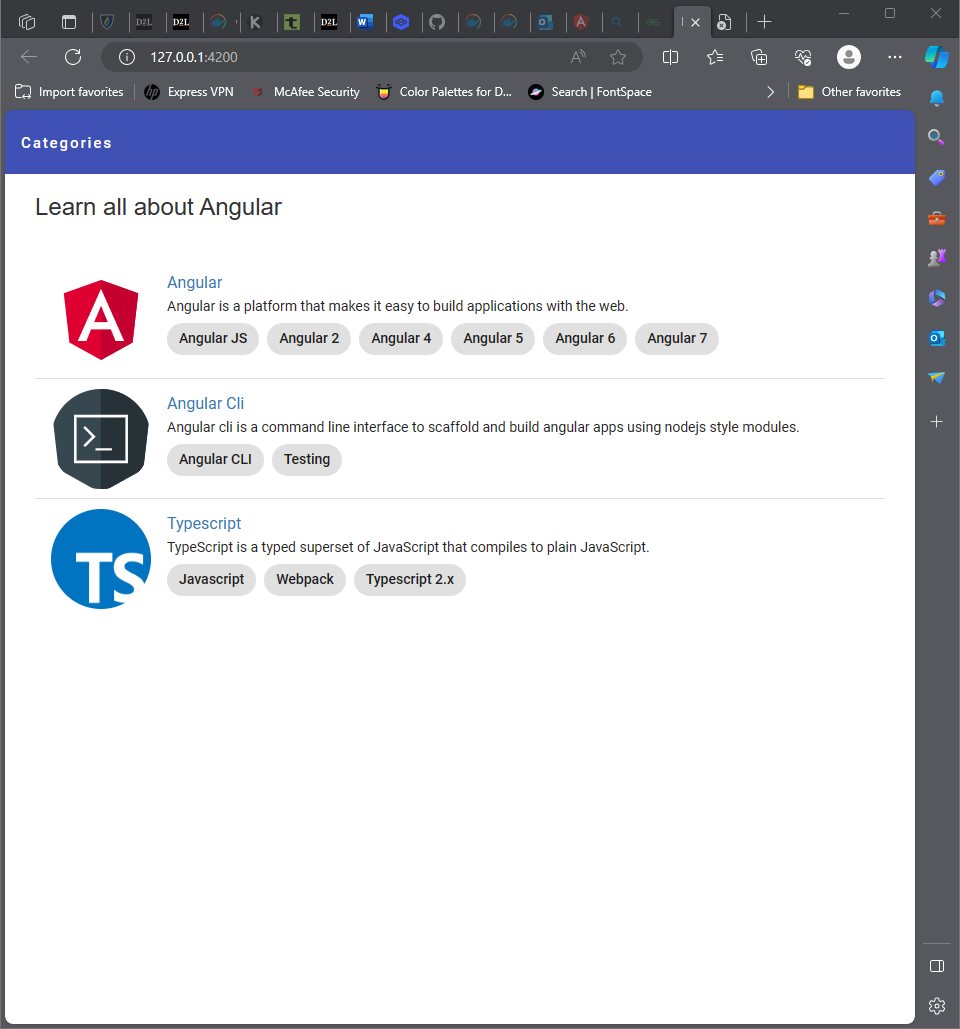 D2L
D2L
K
t
D2L
W
127.0.0.1:4200
Import favorites
Express VPN
McAfee Security
Color Palettes for D...
Search | FontSpace
Other favorites
Categories
Learn all about Angular
Angular
Angular is a platform that makes it easy to build applications with the web.
Angular JS Angular 2 Angular 4 Angular 5 Angular 6 Angular 7
Angular Cli
Angular cli is a command line interface to scaffold and build angular apps using nodejs style modules.
Angular CLI Testing
TS
Typescript
TypeScript is a typed superset of JavaScript that compiles to plain JavaScript.
Javascript Webpack Typescript 2.x